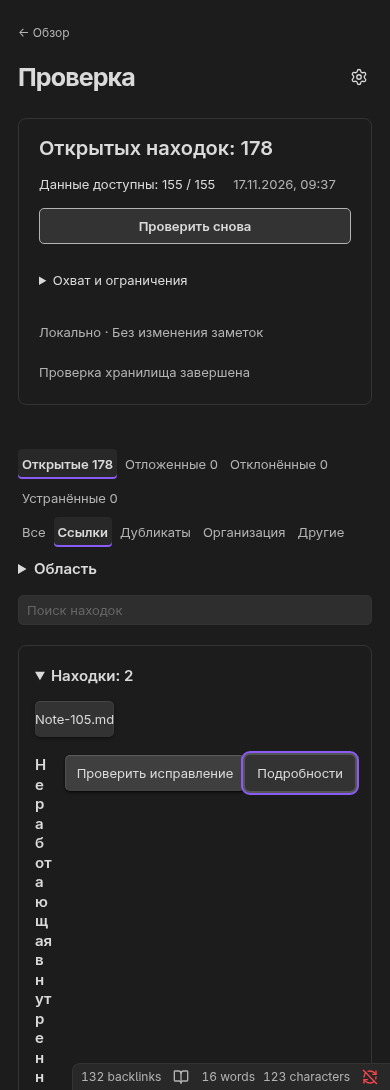 ← Обзор
Проверка
Открытых находок: 178
Данные доступны: 155 / 155 17.11.2026, 09:37
Проверить снова
Охват и ограничения
Локально · Без изменения заметок
Проверка хранилища завершена
Открытые 178 Отложенные 0 Отклонённые 0
Устранённые 0
Все Ссылки Дубликаты Организация Другие
Область
Поиск находок
Находки: 2
Note-105.md
Проверить исправление Подробности
Н
е
р
а
б
от
а
ю
щ
ая
в
н
ут
р
е
н
н
132 backlinks 16 words 123 characters